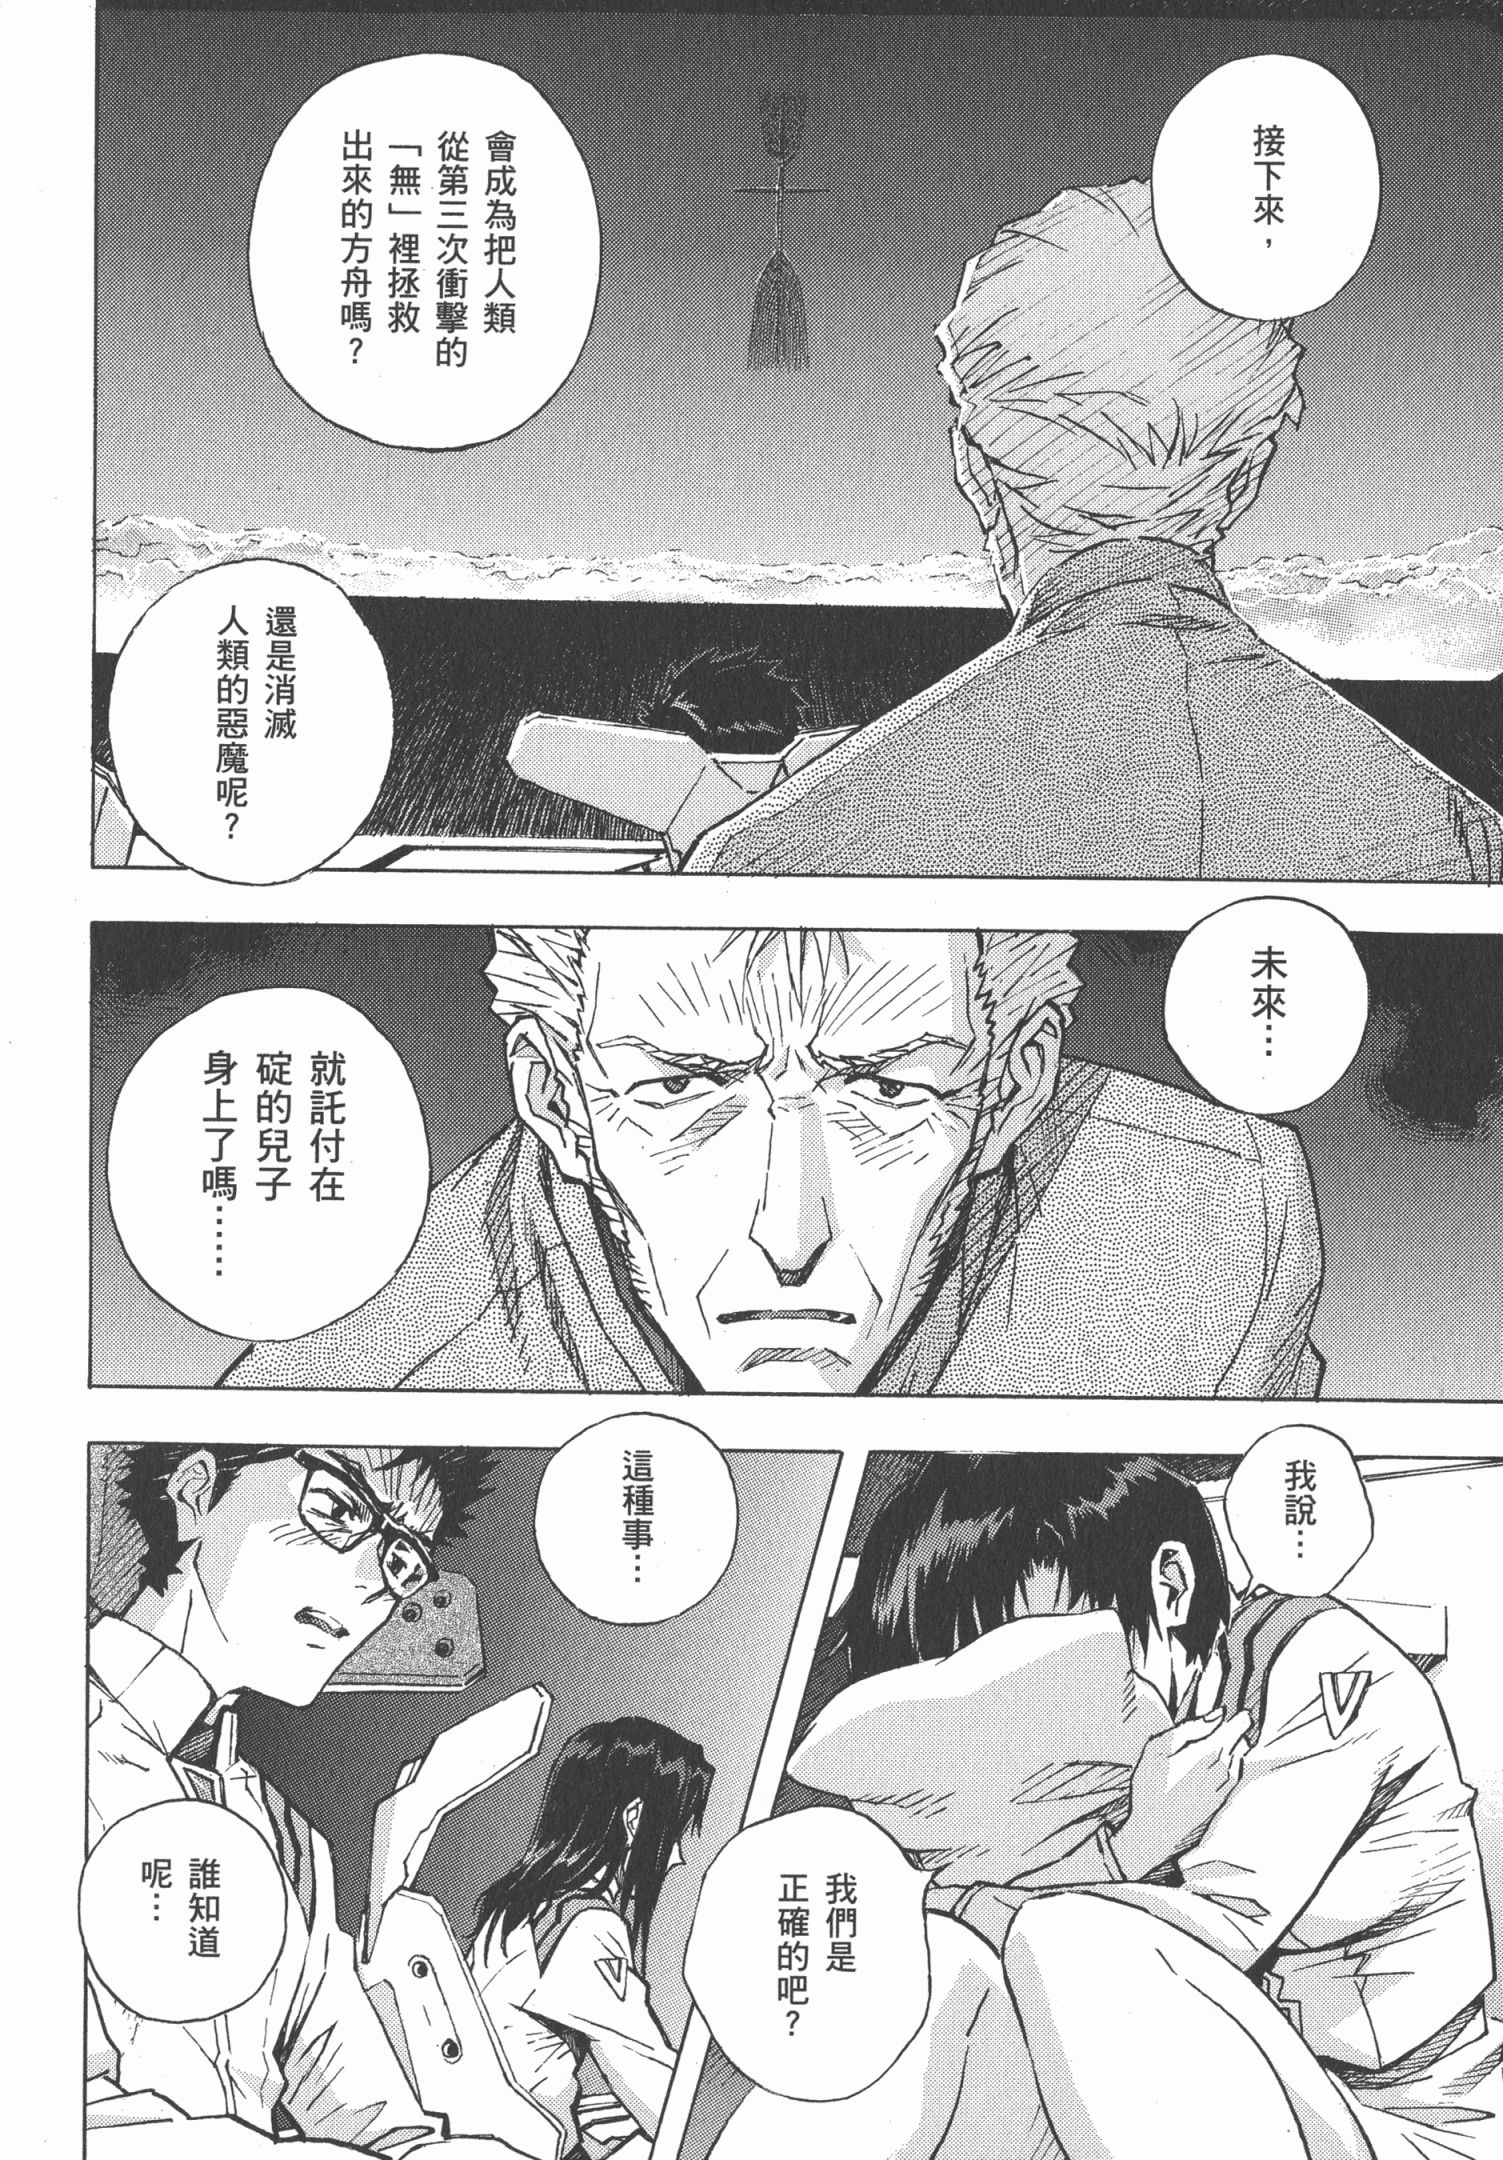 接下來，
會成為把人類
從第三次衝擊的
「無」裡拯救
出來的方舟嗎？
還是消滅
人類的惡魔呢？
未來…
就託付在
碇的兒子
身上了嗎……
我說…
我們是
正確的吧？
這種事…
誰知道
呢…